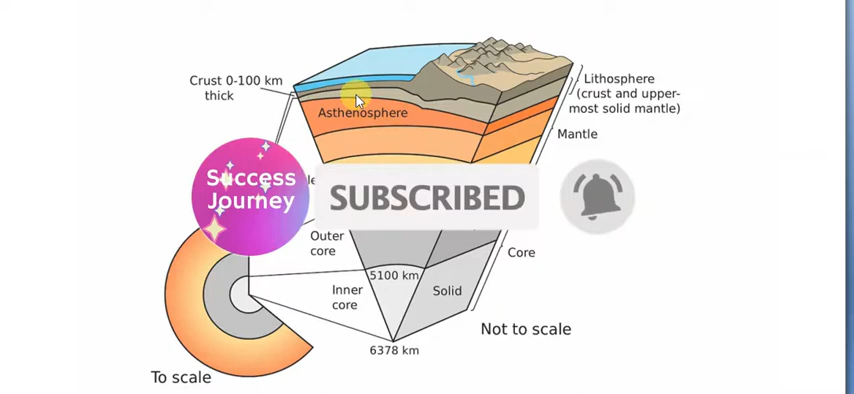 Crust 0-100 km
thick
Lithosphere
(crust and upper-
most solid mantle)
Asthenosphere
Mantle
Success
Journey
SUBSCRIBED
Outer
core
Core
5100 km
Inner
core
Solid
Not to scale
6378 km
To scale